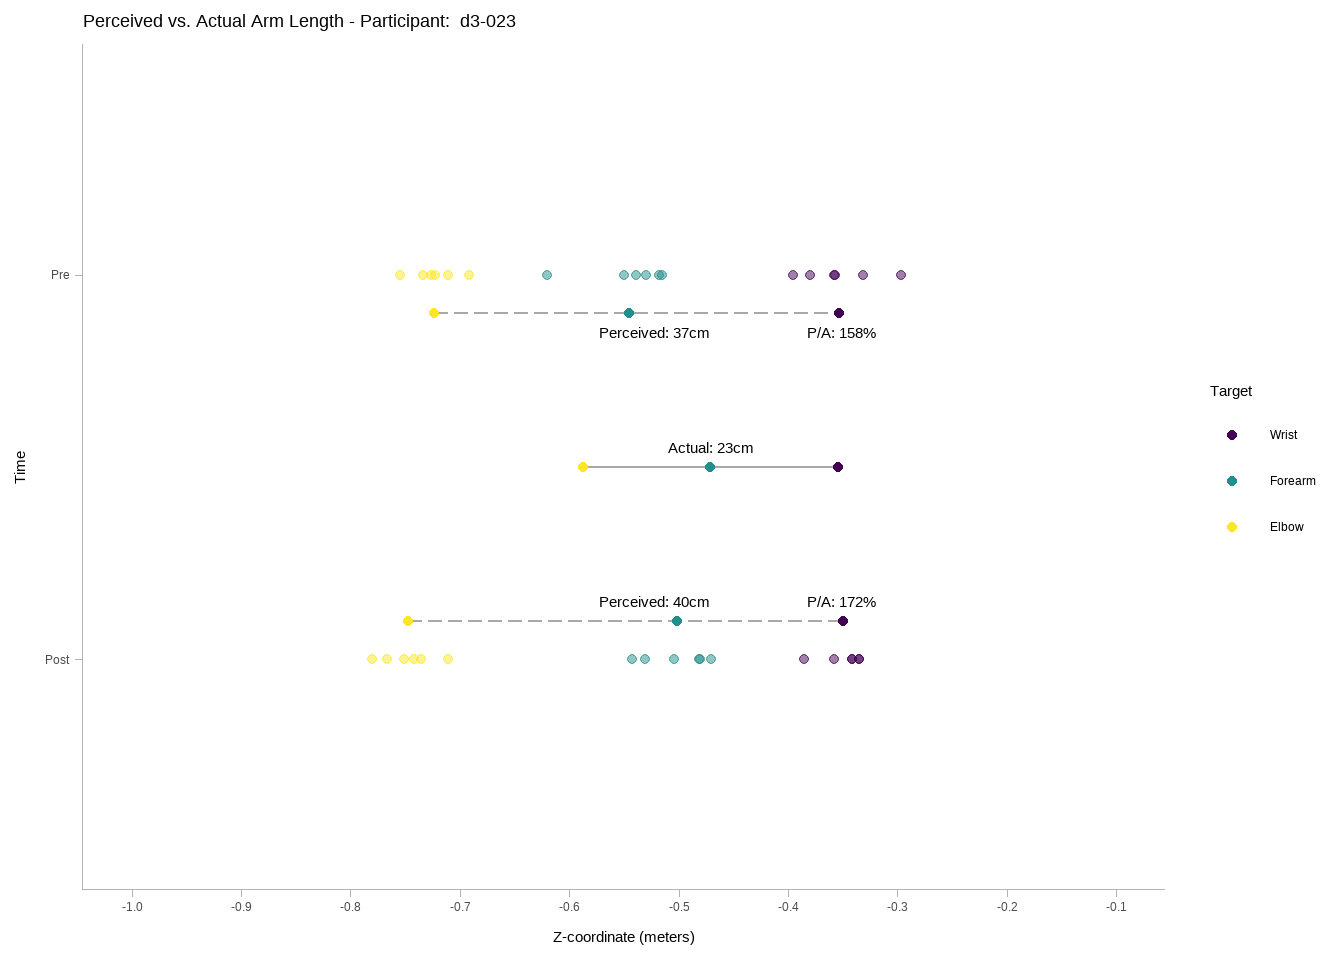 Perceived vs. Actual Arm Length - Participant:  d3-023
Pre
Perceived: 37cm
P/A: 158%
Target
Actual: 23cm
Wrist
Time
Forearm
Elbow
Perceived: 40cm
P/A: 172%
Post
-1.0
-0.9
-0.8
-0.7
-0.6
-0.5
-0.4
-0.3
-0.2
-0.1
Z-coordinate (meters)